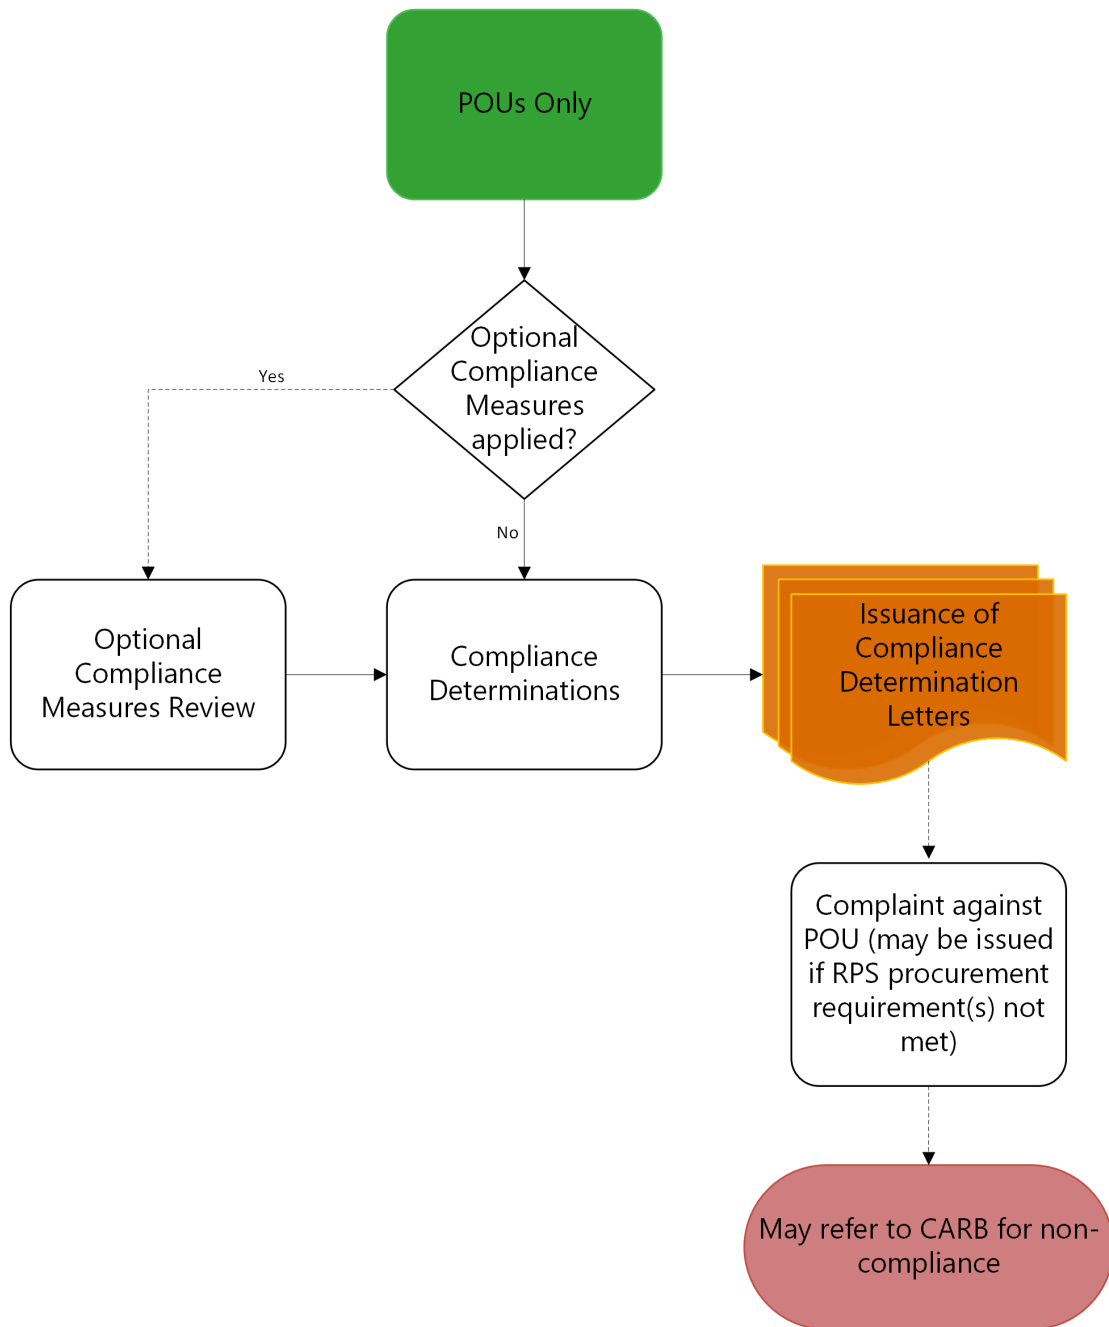 POUs Only
Optional
Compliance
Measures
applied?
Yes
No
Optional
Compliance
Measures Review
Compliance
Determinations
Issuance of
Compliance
Determination
Letters
Complaint against
POU (may be issued
if RPS procurement
requirement(s) not
met)
May refer to CARB for non-
compliance